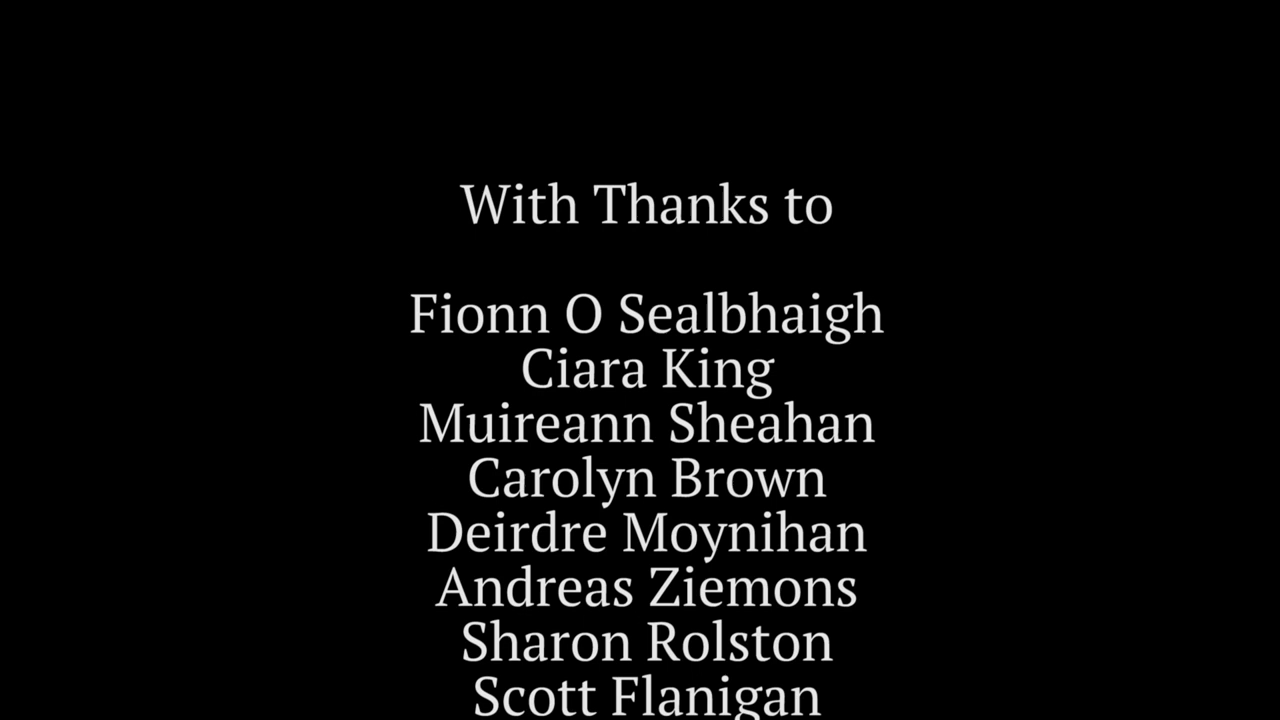 With Thanks to
Fionn O Sealbhaigh
Ciara King
Muireann Sheahan
Carolyn Brown
Deirdre Moynihan
Andreas Ziemons
Sharon Rolston
Scott Flanigan